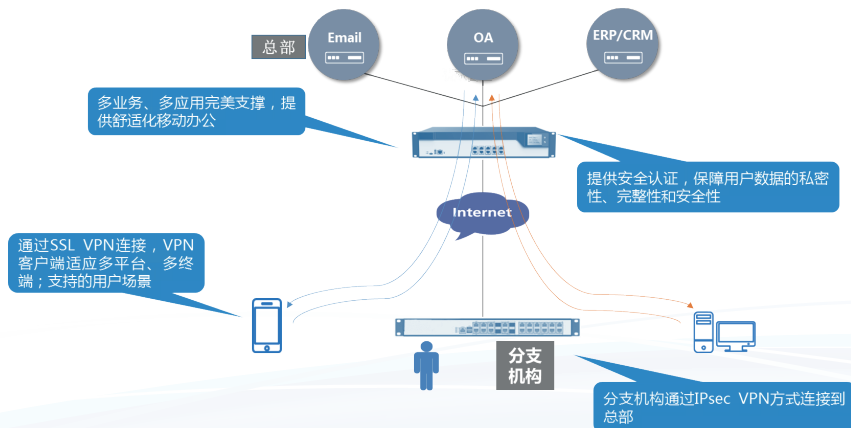 总部
Email
OA
ERP/CRM
多业务、多应用完美支撑，提
供舒适化移动办公
提供安全认证，保障用户数据的私密
性、完整性和安全性
Internet
通过SSL VPN连接，VPN
客户端适应多平台、多终
端；支持的用户场景
分支
机构
分支机构通过IPsec VPN方式连接到
总部